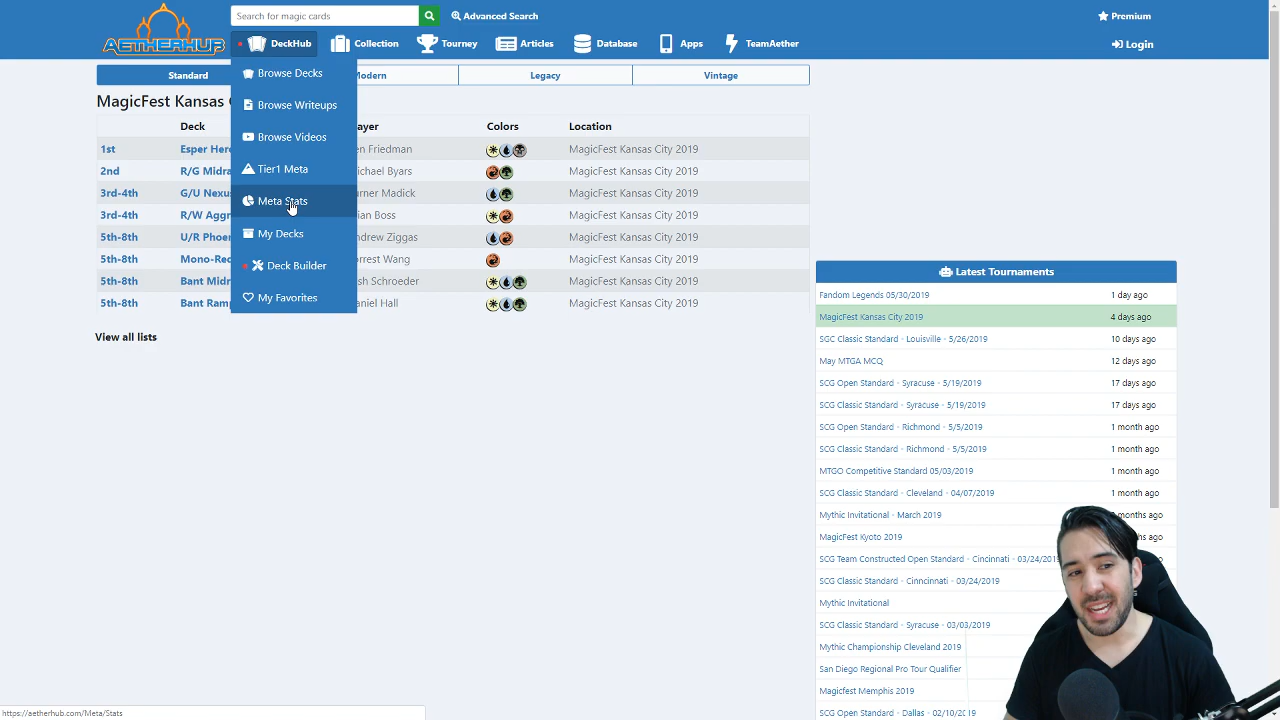 Search for magic cards
Advanced Search
Premium
AETHERHUB
DeckHub
Collection
Tourney
Articles
Database
Apps
TeamAether
Login
Standard
Modern
Legacy
Vintage
Browse Decks
Browse Writeups
Browse Videos
Tier1 Meta
Meta Stats
My Decks
Deck Builder
My Favorites
MagicFest Kansas
Deck
Colors
Location
1st
Esper
Friedman
MagicFest Kansas City 2019
2nd
R/G
Byars
MagicFest Kansas City 2019
3rd-4th
G/U
Madick
MagicFest Kansas City 2019
3rd-4th
R/W
Boss
MagicFest Kansas City 2019
5th-8th
U/R
Ziggas
MagicFest Kansas City 2019
5th-8th
Wang
MagicFest Kansas City 2019
5th-8th
Bant
Schroeder
MagicFest Kansas City 2019
5th-8th
Bant
Hall
MagicFest Kansas City 2019
View all lists
Latest Tournaments
Fandom Legends 05/30/2019 1 day ago
MagicFest Kansas City 2019 4 days ago
SGC Classic Standard - Louisville - 5/26/2019 10 days ago
May MTGA MCQ 12 days ago
SCG Open Standard - Syracuse - 5/19/2019 17 days ago
SCG Classic Standard - Syracuse - 5/19/2019 17 days ago
SCG Open Standard - Richmond - 5/5/2019 1 month ago
SCG Classic Standard - Richmond - 5/5/2019 1 month ago
MTGO Competitive Standard 05/03/2019 1 month ago
SCG Classic Standard - Cleveland - 04/07/2019 1 month ago
Mythic Invitational - March 2019 months ago
MagicFest Kyoto 2019 ago
SCG Team Constructed Open Standard - Cincinnati - 03/24/201
SCG Classic Standard - Cinncinnati - 03/24/2019
Mythic Invitational
SCG Classic Standard - Syracuse - 03/03/2019
Mythic Championship Cleveland 2019
San Diego Regional Pro Tour Qualifier
Magicfest Memphis 2019
SCG Open Standard - Dallas - 02/10/2019
https://aetherhub.com/Meta/Stats